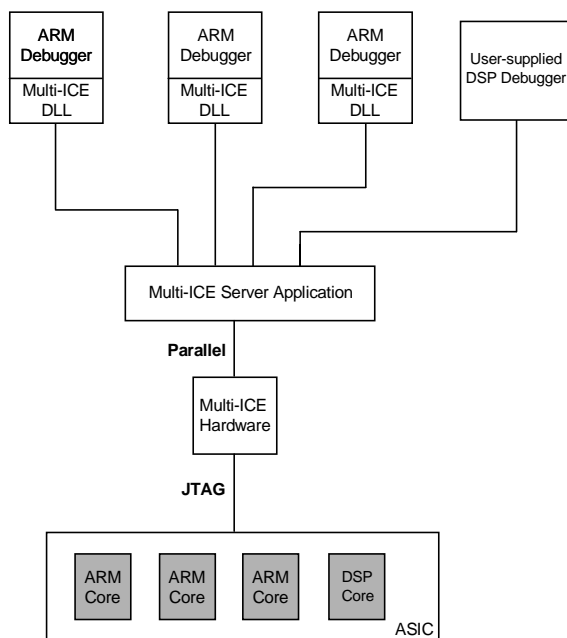 ARM
Debugger
Multi-ICE
DLL
ARM
Debugger
Multi-ICE
DLL
ARM
Debugger
Multi-ICE
DLL
User-supplied
DSP Debugger
Multi-ICE Server Application
Parallel
Multi-ICE
Hardware
JTAG
ARM
Core
ARM
Core
ARM
Core
DSP
Core
ASIC